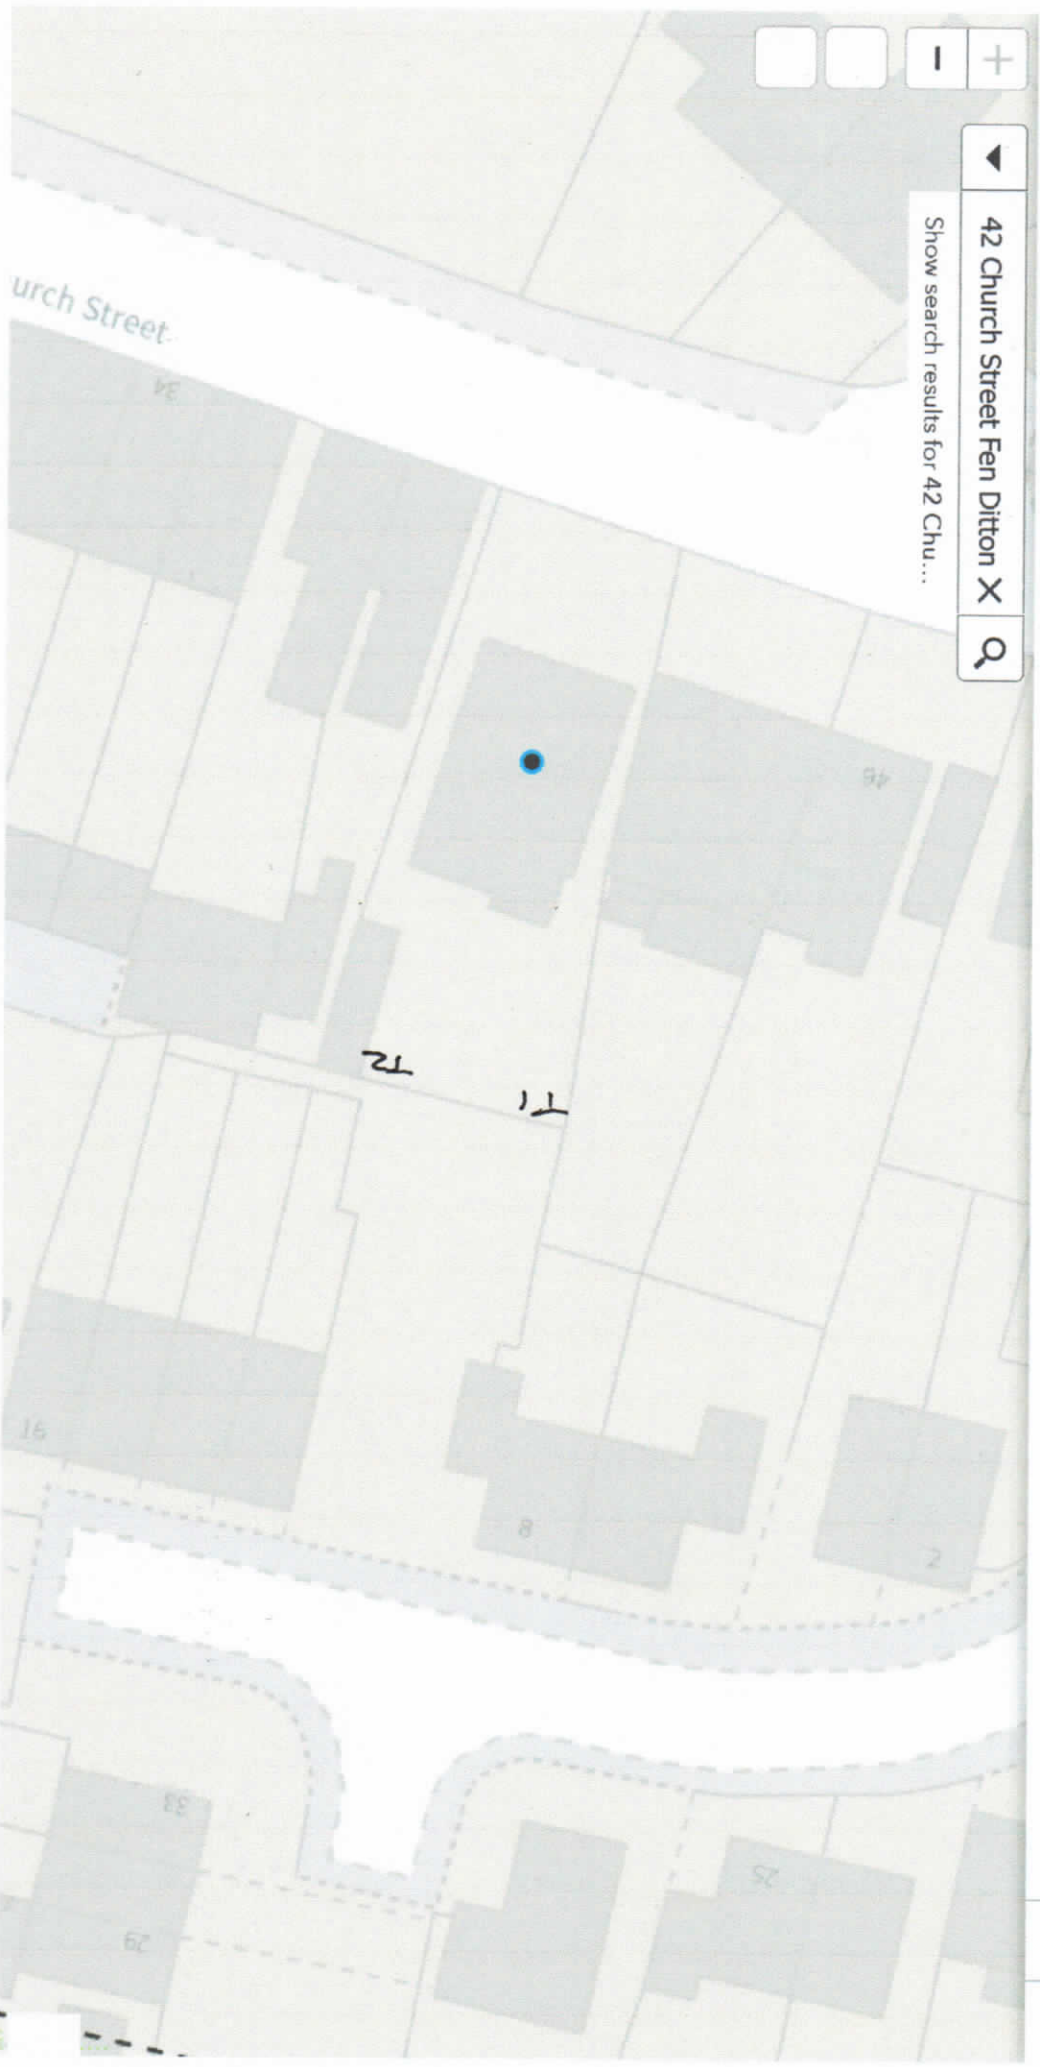 +
−
42 Church Street Fen Ditton X
Show search results for 42 Chu...
urch Street
34
46
T2
T1
16
8
2
33
29
25